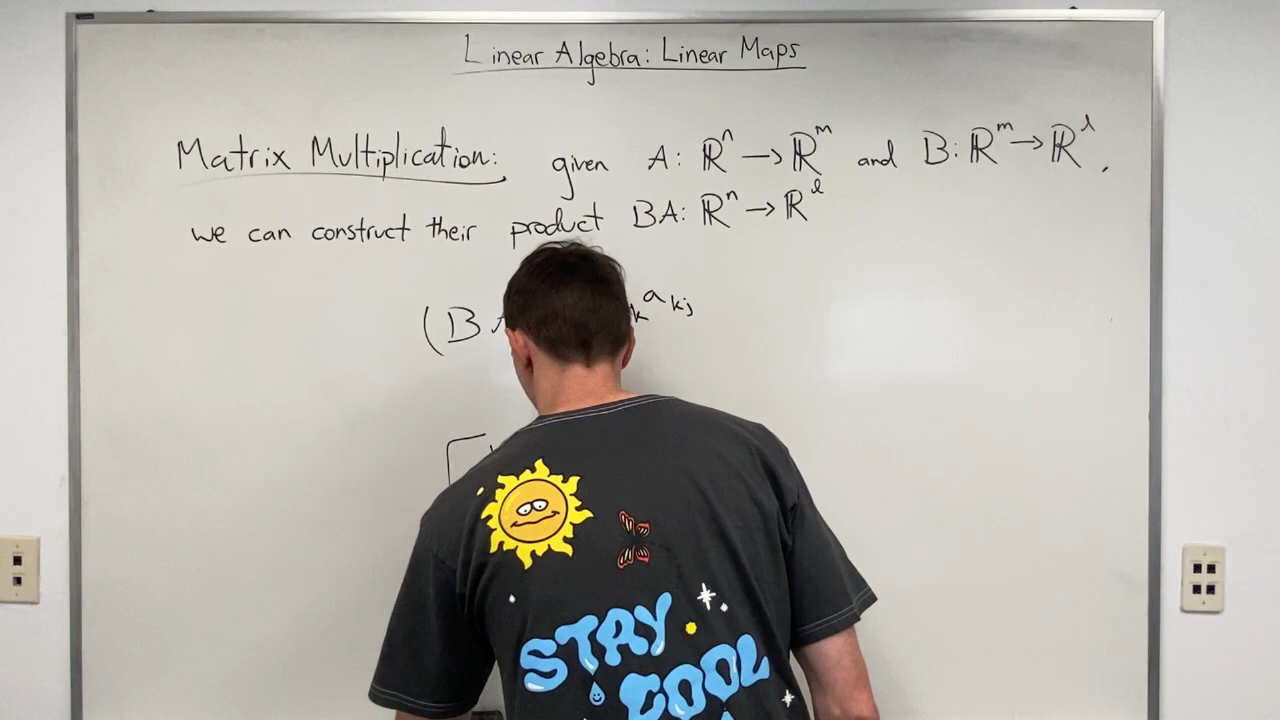 Linear Algebra: Linear Maps
Matrix Multiplication: given A: ℝⁿ → ℝᵐ and B: ℝᵐ → ℝˡ,
we can construct their product BA: ℝⁿ → ℝˡ
(B a kj
STAY
COOL